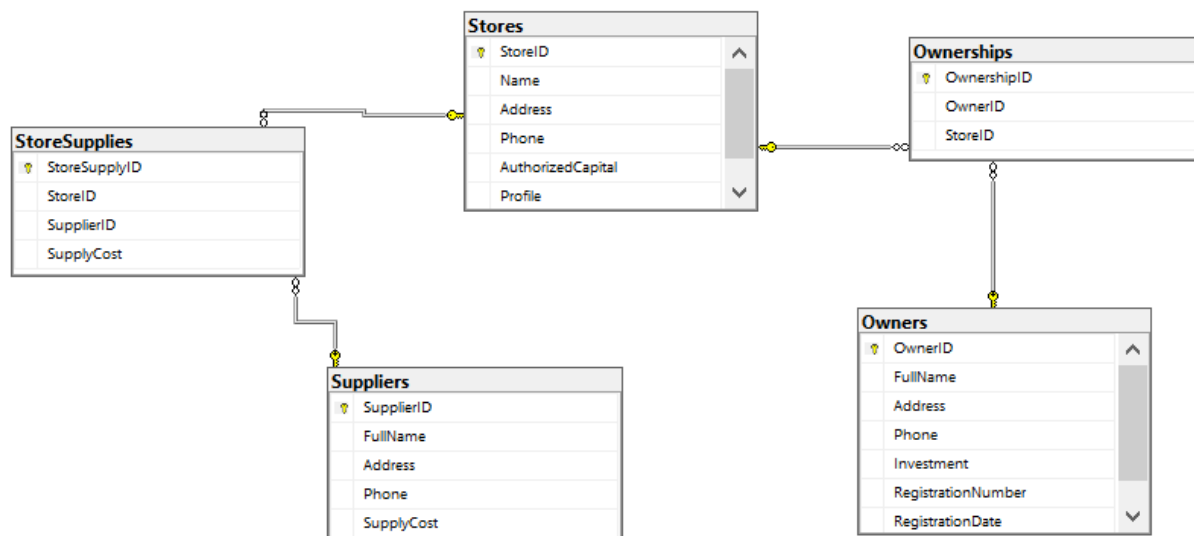 Stores
StoreID
Name
Address
Phone
AuthorizedCapital
Profile
Ownerships
OwnershipID
OwnerID
StoreID
StoreSupplies
StoreSupplyID
StoreID
SupplierID
SupplyCost
Owners
OwnerID
FullName
Address
Phone
Investment
RegistrationNumber
RegistrationDate
Suppliers
SupplierID
FullName
Address
Phone
SupplyCost